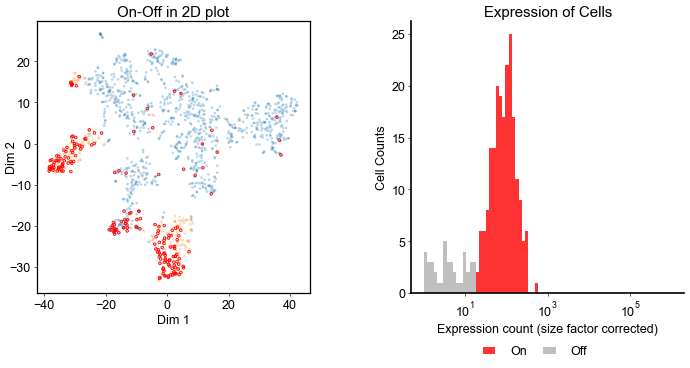 On-Off in 2D plot
20
10
0
−10
−20
−30
Dim 2
−40
−20
0
20
40
Dim 1
Expression of Cells
25
20
15
10
5
0
Cell Counts
10^1
10^3
10^5
Expression count (size factor corrected)
On
Off